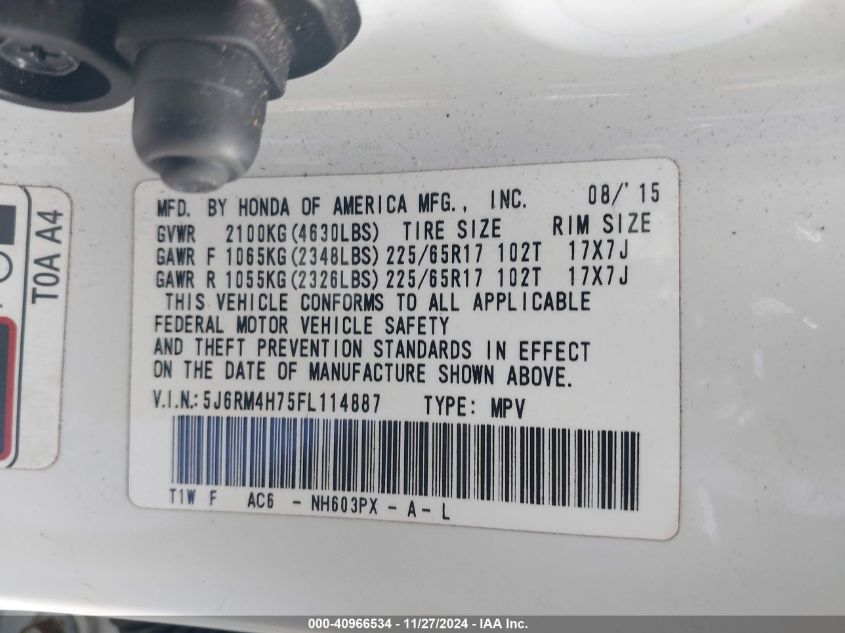 MFD. BY HONDA OF AMERICA MFG., INC. 08/'15
GVWR 2100KG(4630LBS) TIRE SIZE RIM SIZE
GAWR F 1065KG(2348LBS) 225/65R17 102T 17X7J
GAWR R 1055KG(2326LBS) 225/65R17 102T 17X7J
THIS VEHICLE CONFORMS TO ALL APPLICABLE
FEDERAL MOTOR VEHICLE SAFETY
AND THEFT PREVENTION STANDARDS IN EFFECT
ON THE DATE OF MANUFACTURE SHOWN ABOVE.
V.I.N.: 5J6RM4H75FL114887 TYPE: MPV
T1W F AC6 - NH603PX - A - L
T0A A4
000-40966534 - 11/27/2024 - IAA Inc.